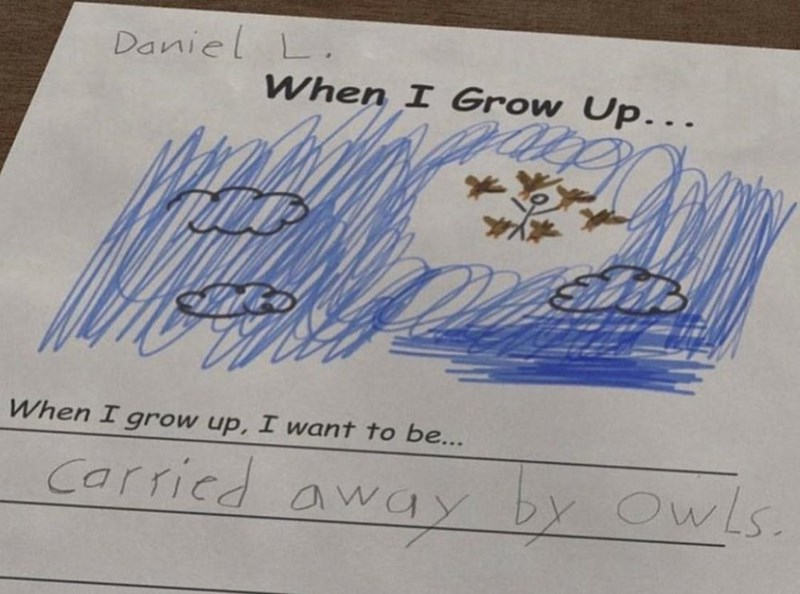 Daniel L.
When I Grow Up...
When I grow up, I want to be...
Carried away by owls.